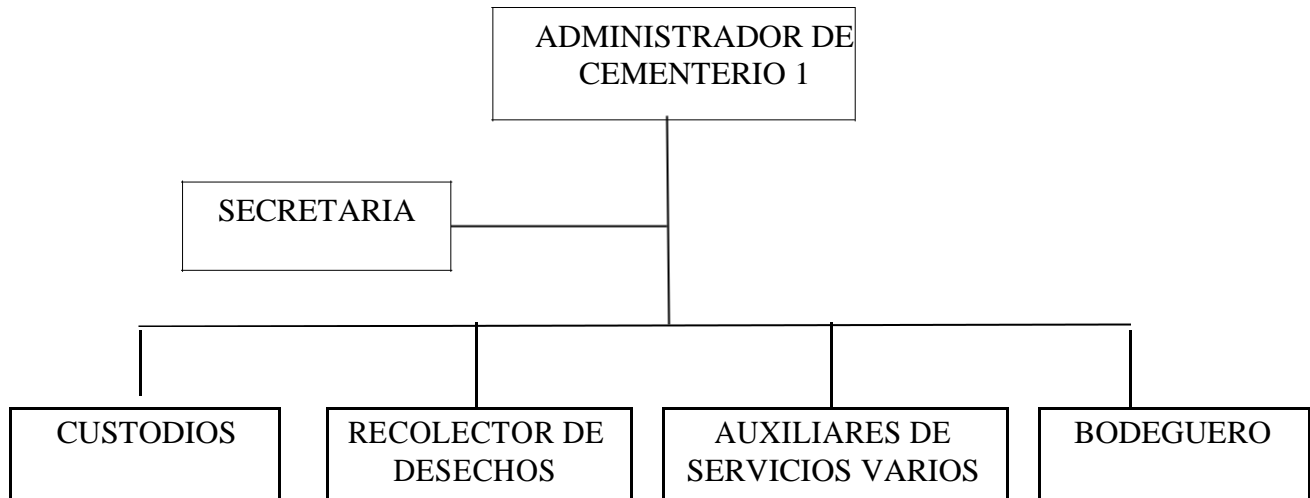 ADMINISTRADOR DE
CEMENTERIO 1
SECRETARIA
CUSTODIOS
RECOLECTOR DE
DESECHOS
AUXILIARES DE
SERVICIOS VARIOS
BODEGUERO